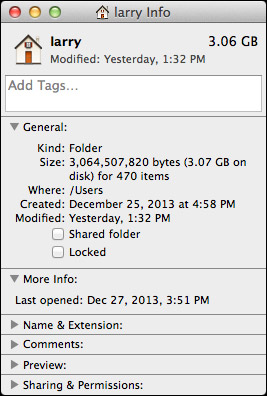 larry Info
larry 3.06 GB
Modified: Yesterday, 1:32 PM
Add Tags…
General:
Kind: Folder
Size: 3,064,507,820 bytes (3.07 GB on
disk) for 470 items
Where: /Users
Created: December 25, 2013 at 4:58 PM
Modified: Yesterday, 1:32 PM
Shared folder
Locked
More Info:
Last opened: Dec 27, 2013, 3:51 PM
Name & Extension:
Comments:
Preview:
Sharing & Permissions: